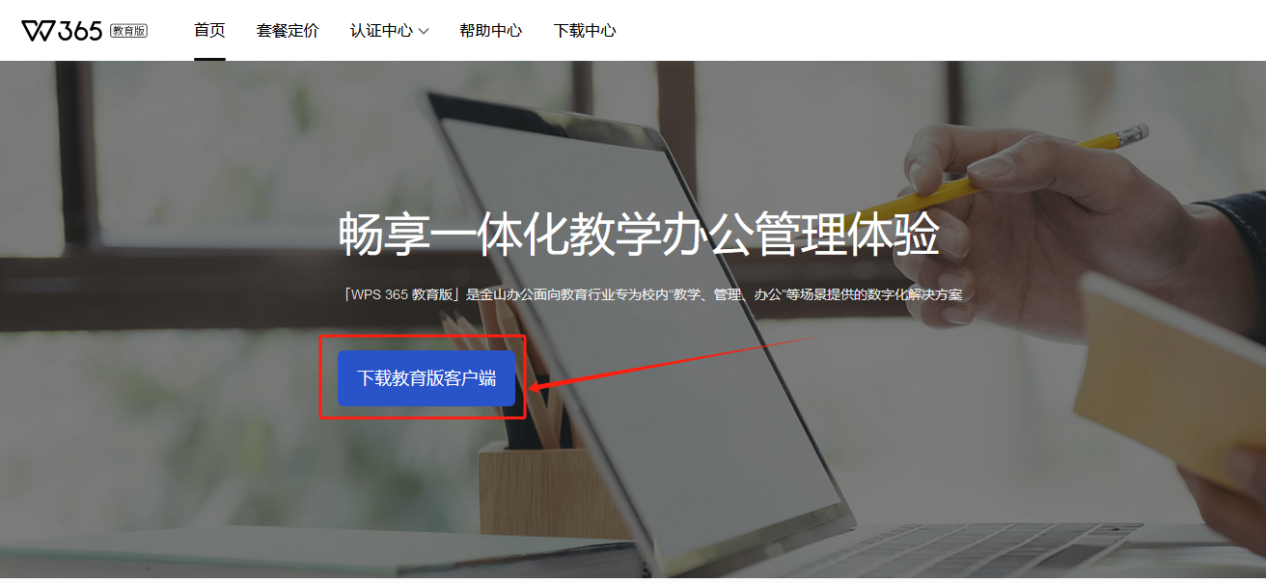 W365 教育版 首页 套餐定价 认证中心 帮助中心 下载中心
畅享一体化教学办公管理体验
「WPS 365 教育版」是金山办公面向教育行业专为校内"教学、管理、办公"等场景提供的数字化解决方案
下载教育版客户端